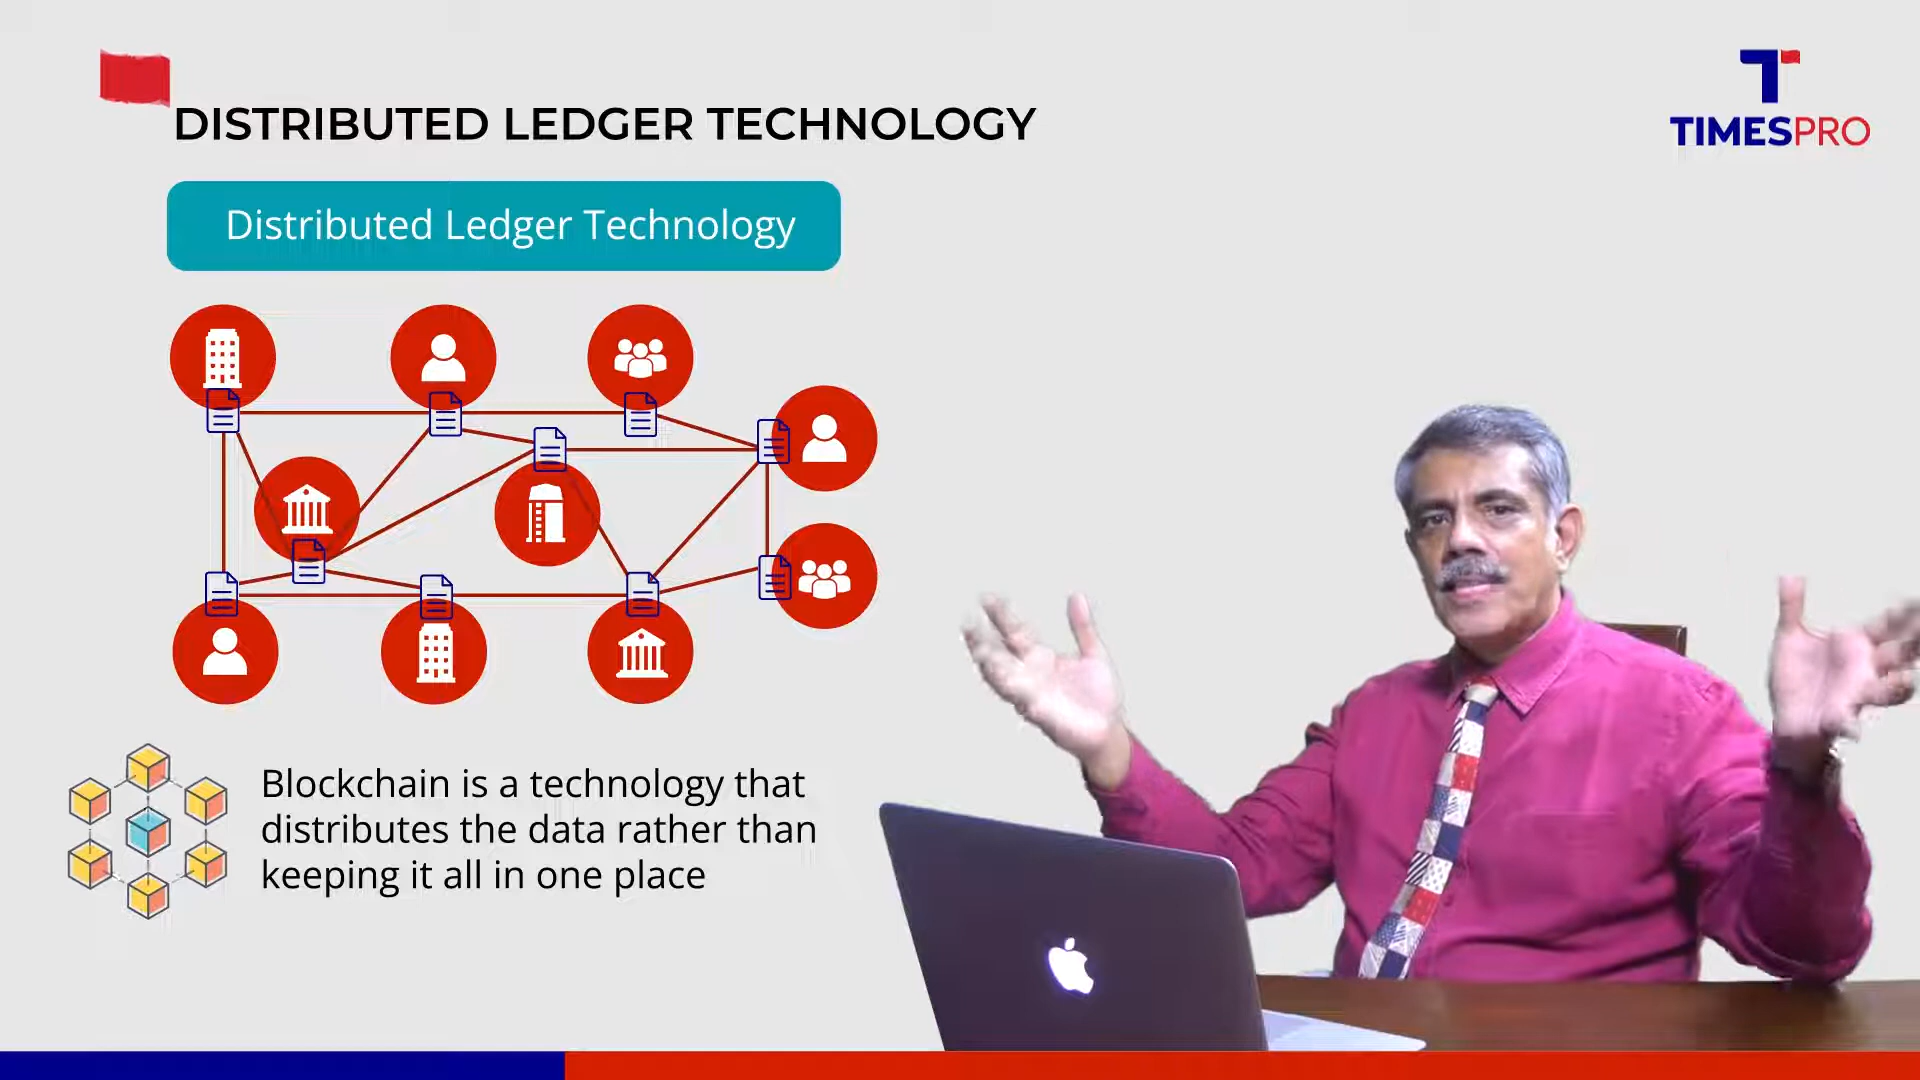 DISTRIBUTED LEDGER TECHNOLOGY
TIMESPRO
Distributed Ledger Technology
Blockchain is a technology that
distributes the data rather than
keeping it all in one place